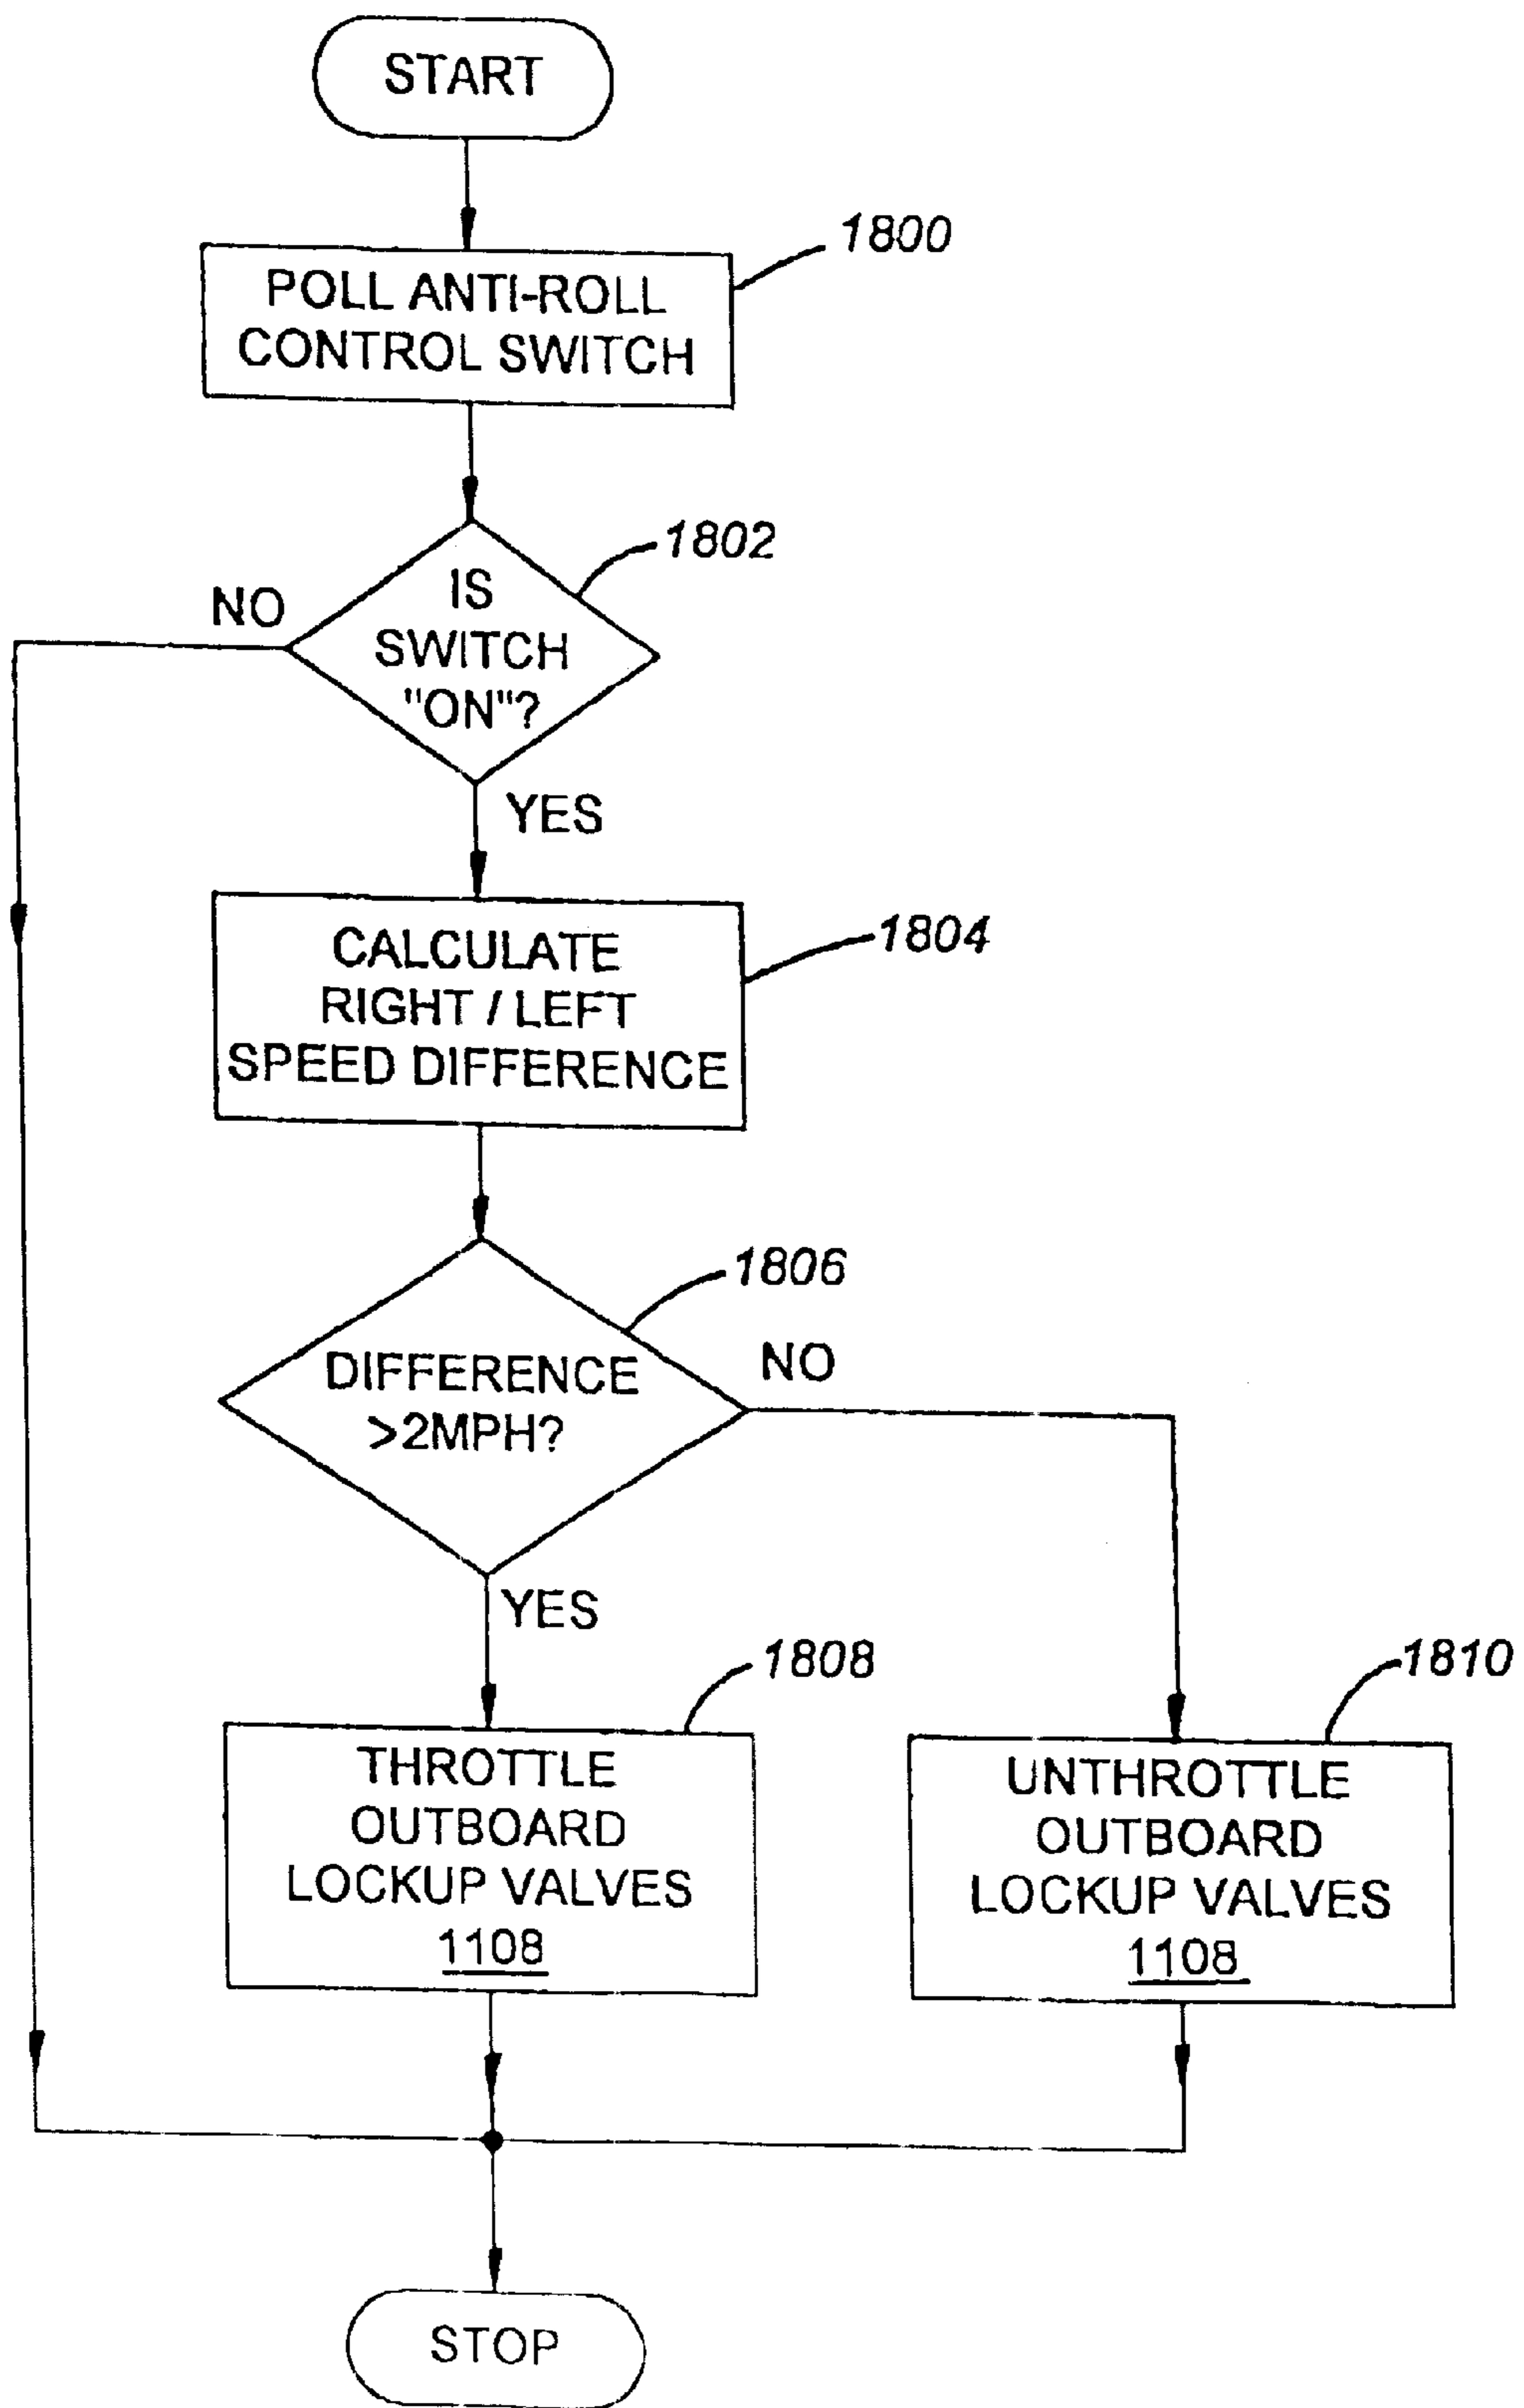 START
1800
POLL ANTI-ROLL
CONTROL SWITCH
1802
IS
SWITCH
"ON"?
NO
YES
1804
CALCULATE
RIGHT / LEFT
SPEED DIFFERENCE
1806
DIFFERENCE
>2MPH?
NO
YES
1808
THROTTLE
OUTBOARD
LOCKUP VALVES
1108
1810
UNTHROTTLE
OUTBOARD
LOCKUP VALVES
1108
STOP